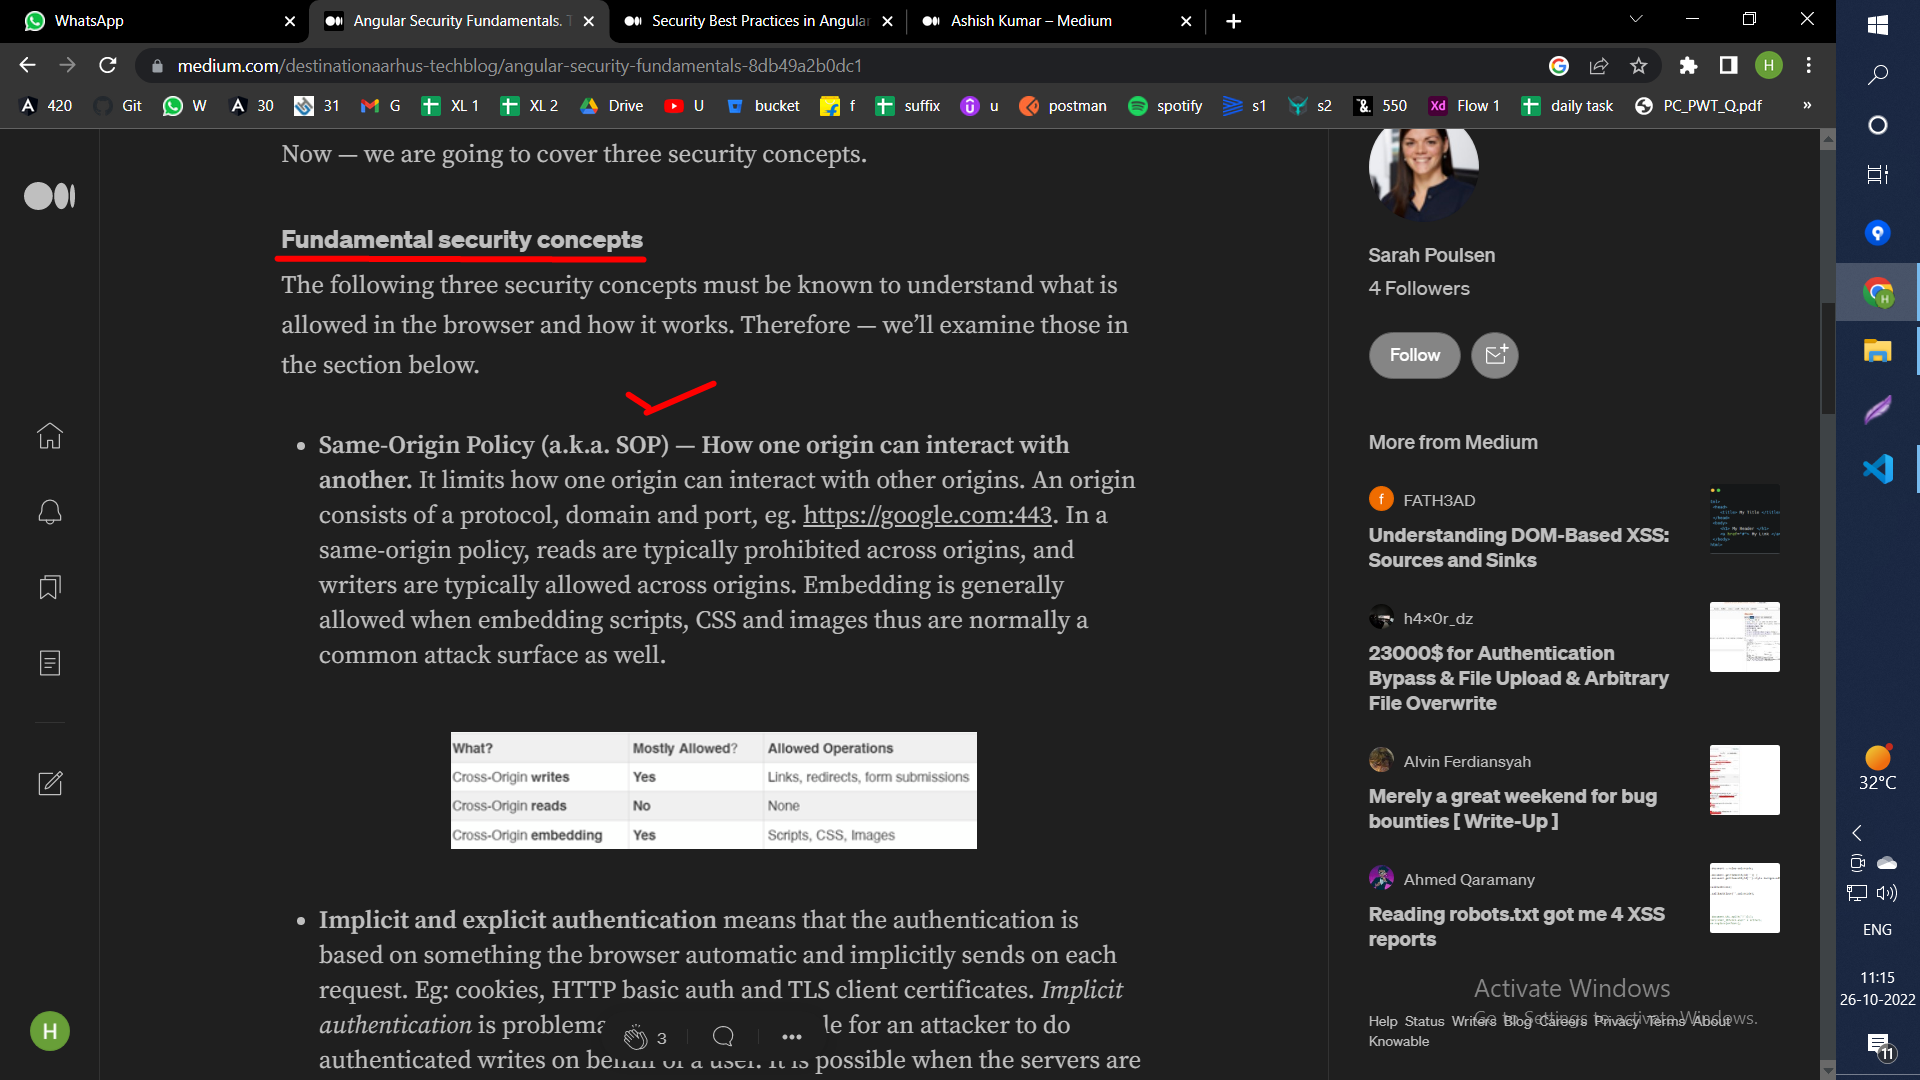 WhatsApp
Angular Security Fundamentals. T
Security Best Practices in Angular
Ashish Kumar – Medium
medium.com/destinationaarhus-techblog/angular-security-fundamentals-8db49a2b0dc1
H
420
Git
W
30
31
G
XL 1
XL 2
Drive
U
bucket
f
suffix
u
postman
spotify
s1
s2
550
Flow 1
daily task
PC_PWT_Q.pdf
»
Now — we are going to cover three security concepts.
Fundamental security concepts
The following three security concepts must be known to understand what is
allowed in the browser and how it works. Therefore — we’ll examine those in
the section below.
• Same-Origin Policy (a.k.a. SOP) — How one origin can interact with
another. It limits how one origin can interact with other origins. An origin
consists of a protocol, domain and port, eg. https://google.com:443. In a
same-origin policy, reads are typically prohibited across origins, and
writers are typically allowed across origins. Embedding is generally
allowed when embedding scripts, CSS and images thus are normally a
common attack surface as well.
What? Mostly Allowed? Allowed Operations
Cross-Origin writes Yes Links, redirects, form submissions
Cross-Origin reads No None
Cross-Origin embedding Yes Scripts, CSS, Images
• Implicit and explicit authentication means that the authentication is
based on something the browser automatic and implicitly sends on each
request. Eg: cookies, HTTP basic auth and TLS client certificates. Implicit
authentication is problema le for an attacker to do
authenticated writes on behalf of a user. It is possible when the servers are
3
H
Sarah Poulsen
4 Followers
Follow
More from Medium
f FATH3AD
Understanding DOM-Based XSS:
Sources and Sinks
h4x0r_dz
23000$ for Authentication
Bypass & File Upload & Arbitrary
File Overwrite
Alvin Ferdiansyah
Merely a great weekend for bug
bounties [ Write-Up ]
Ahmed Qaramany
Reading robots.txt got me 4 XSS
reports
Activate Windows
Go to Settings to activate Windows.
Help Status Writers Blog Careers Privacy Terms About
Knowable
32°C
ENG
11:15
26-10-2022
11